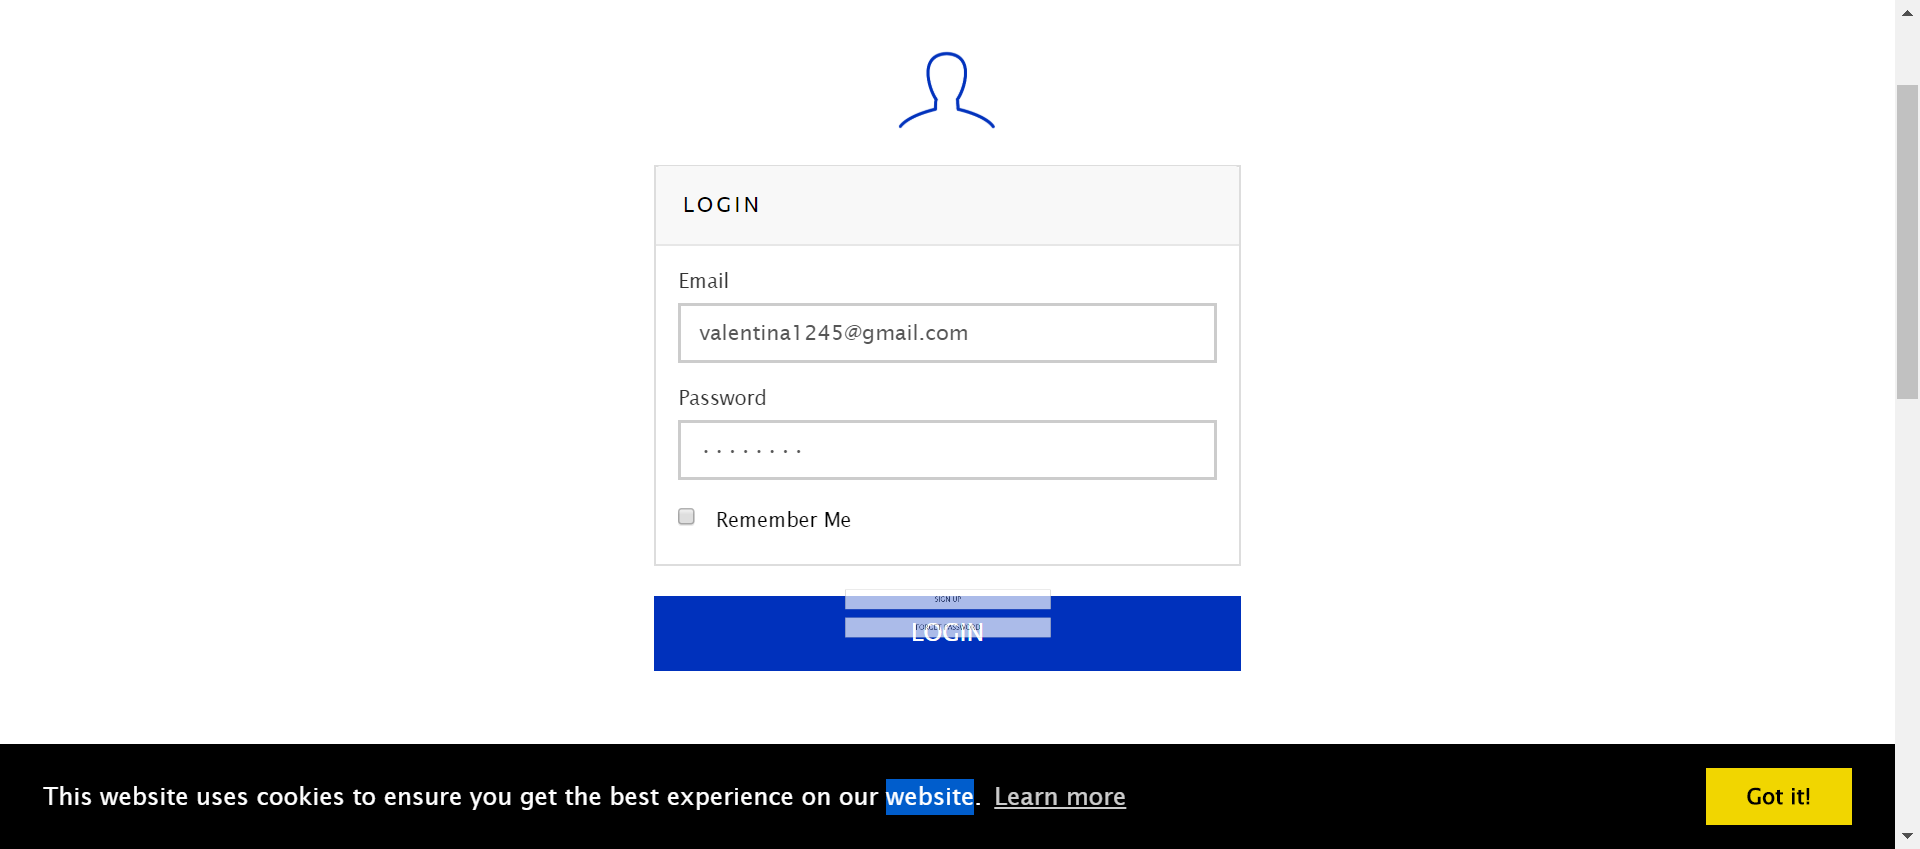 LOGIN
Email
valentina1245@gmail.com
Password
········
Remember Me
SIGN UP
FORGET PASSWORD
LOGIN
This website uses cookies to ensure you get the best experience on our website. Learn more
Got it!